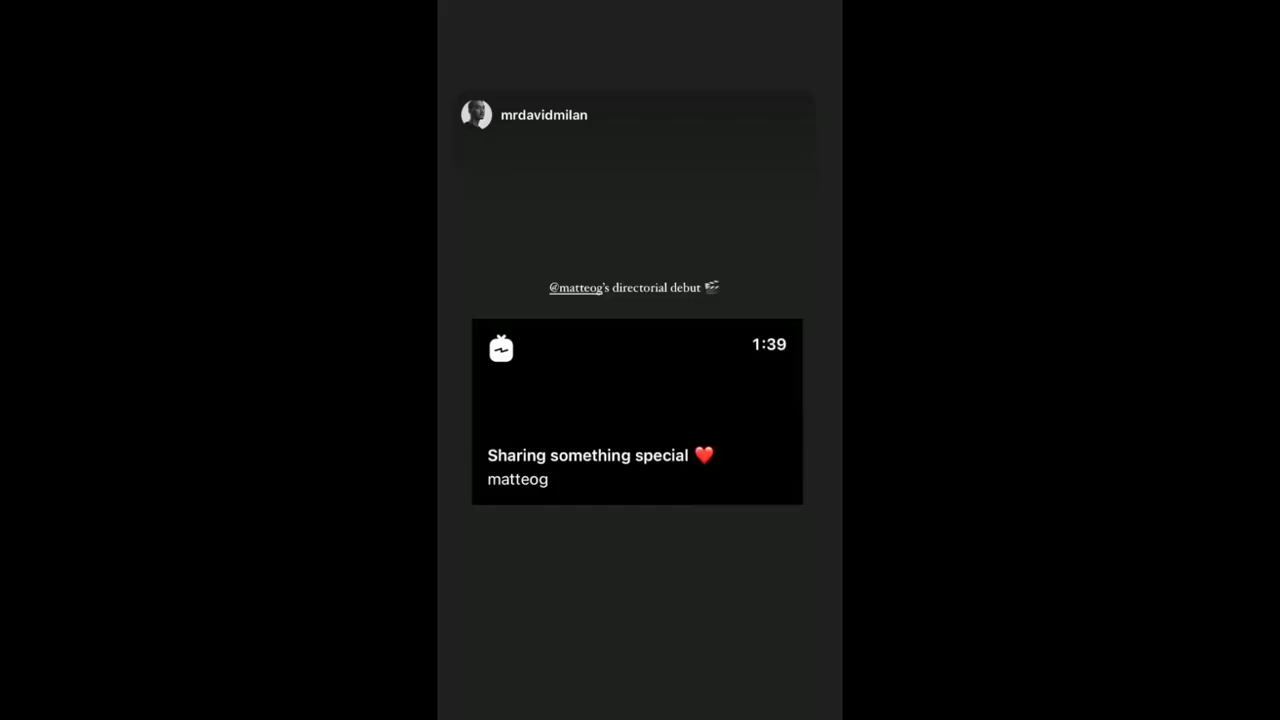 mrdavidmilan
@matteog's directorial debut 🎬
1:39
Sharing something special ❤️
matteog